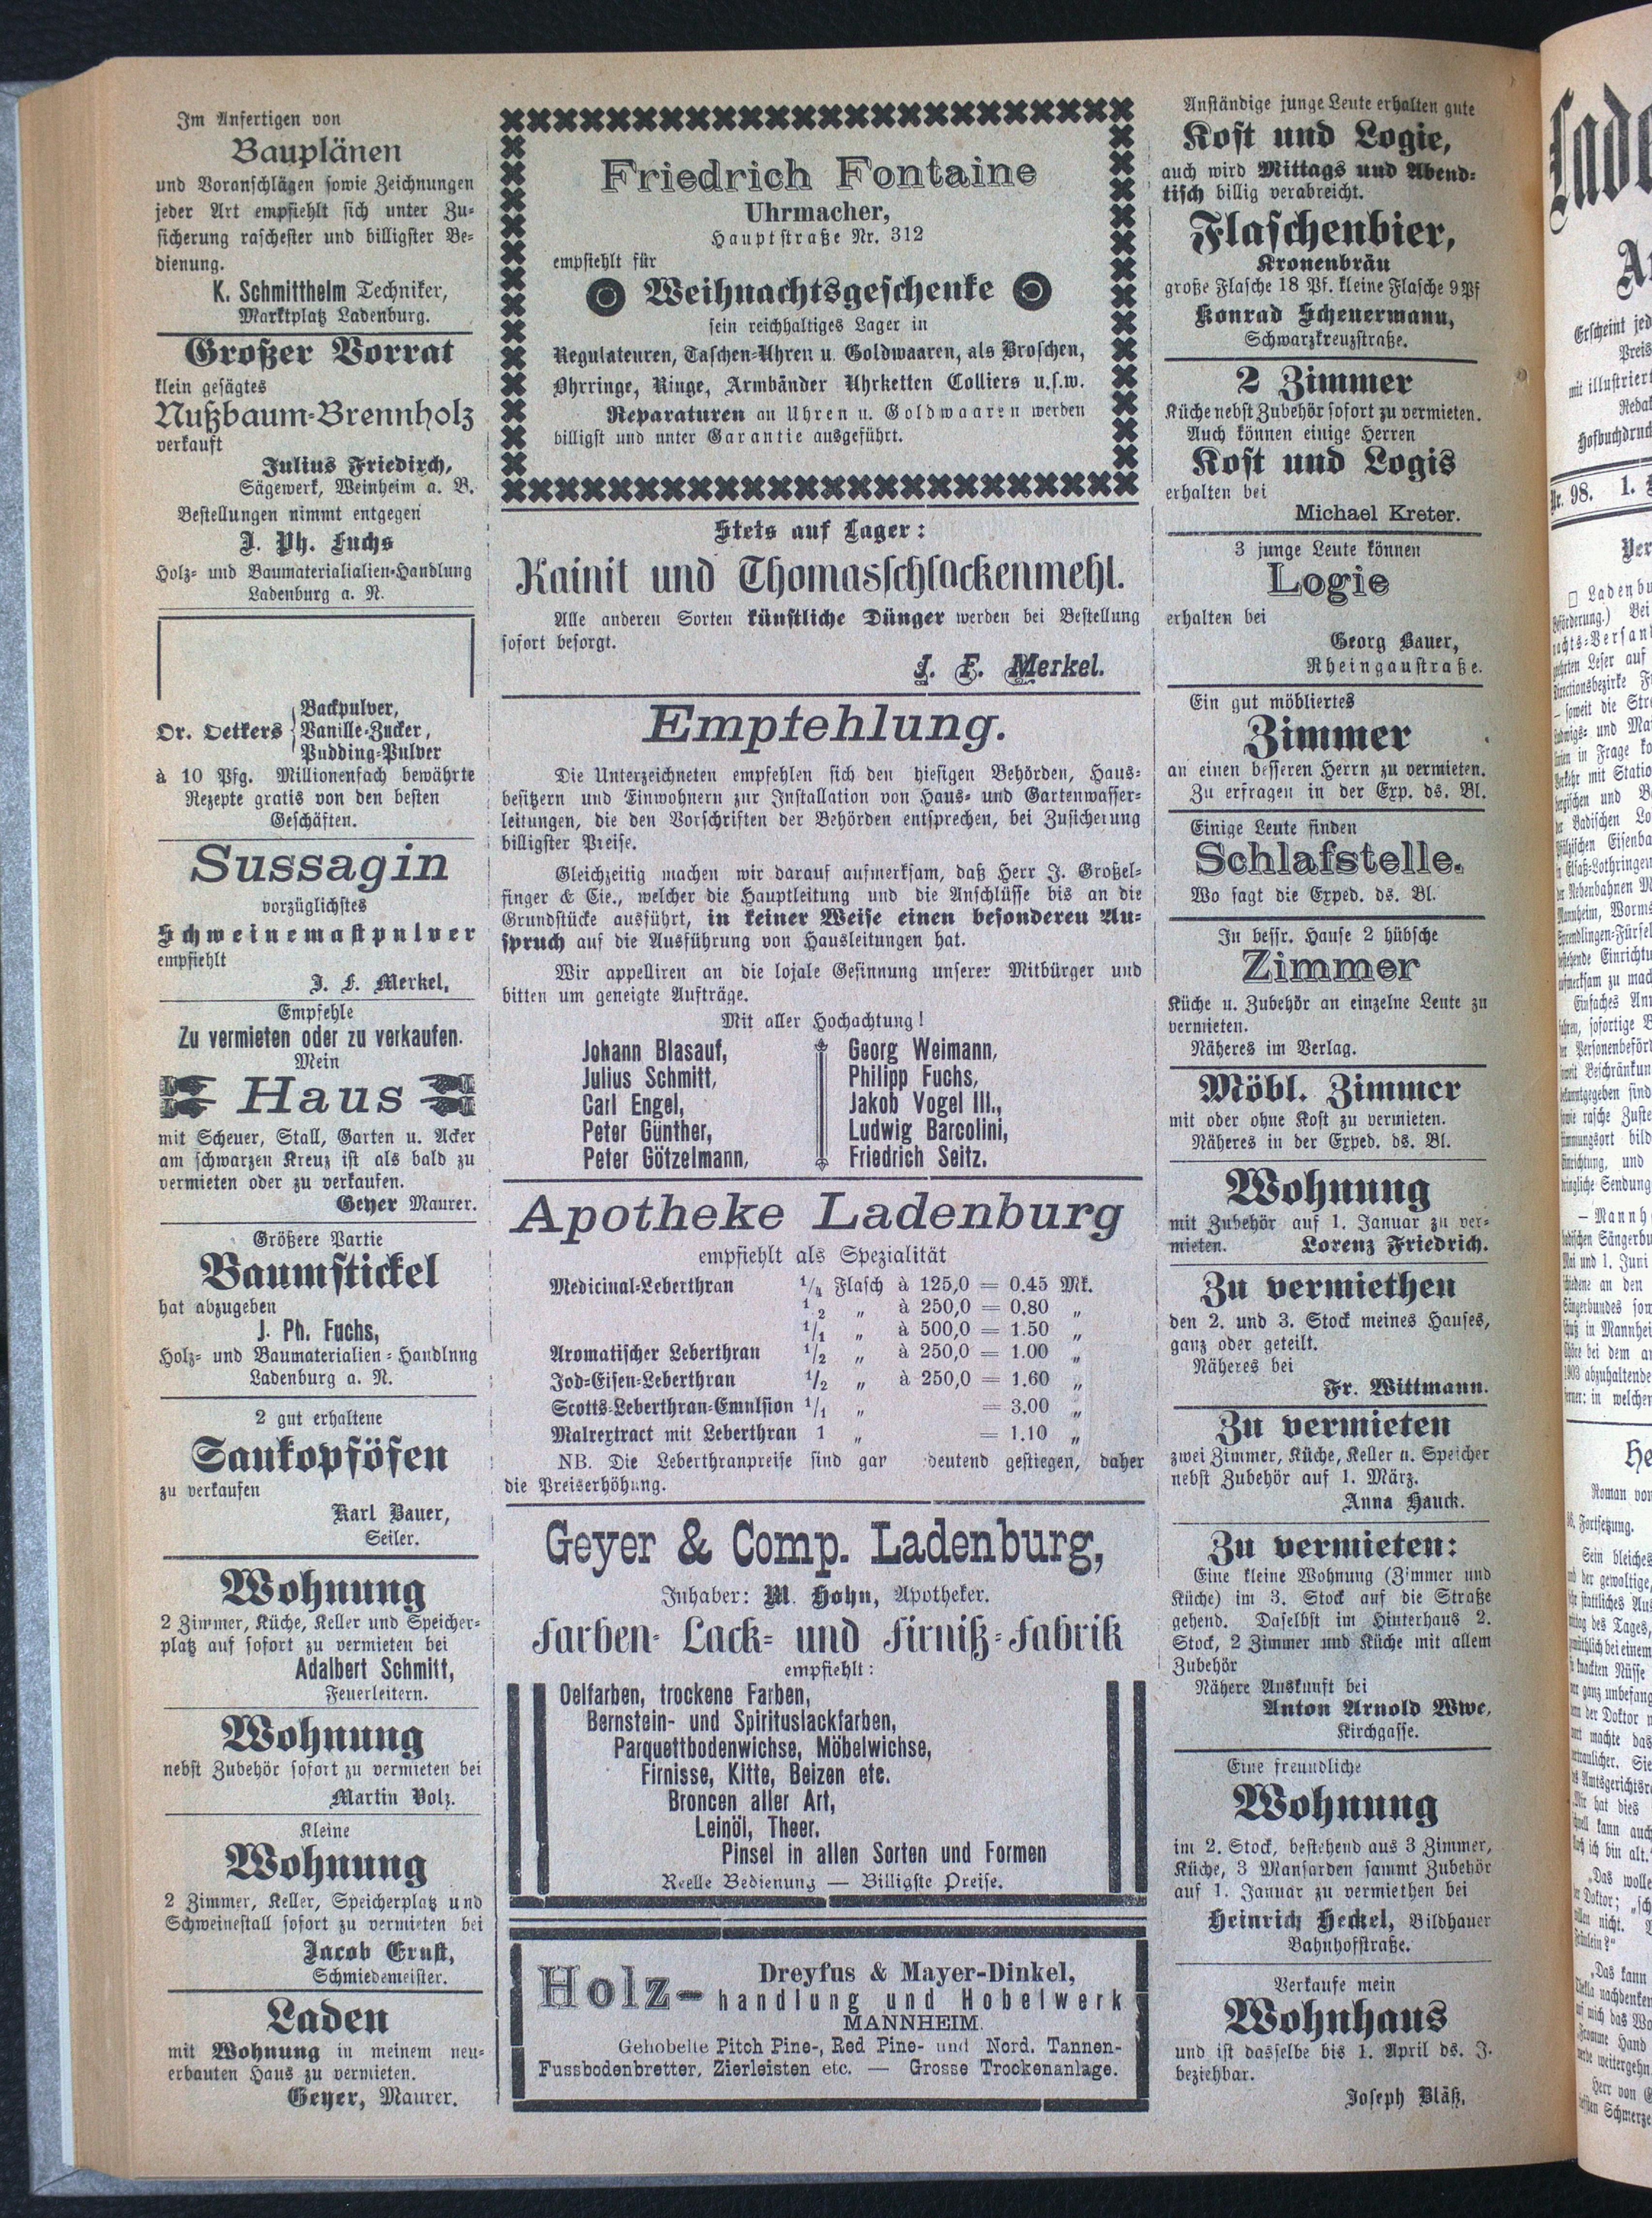 Im Anfertigen von
Bauplänen
und Voranschlägen sowie Zeichnungen
jeder Art empfiehlt sich unter Zu-
sicherung raschester und billigster Be-
dienung.
K. Schmitthelm Techniker,
Marktplatz Ladenburg.
Großer Vorrat
klein gesägtes
Nußbaum-Brennholz
verkauft
Julius Friedirch,
Sägewerk, Weinheim a. B.
Bestellungen nimmt entgegen
J. Ph. Fuchs
Holz- und Baumaterialialien-Handlung
Ladenburg a. N.
Backpulver,
Dr. Oetkers Vanille-Zucker,
Pudding-Pulver
à 10 Pfg. Millionenfach bewährte
Rezepte gratis von den besten
Geschäften.
Sussagin
vorzüglichstes
Schweinemastpulver
empfiehlt
J. F. Merkel.
Empfehle
Zu vermieten oder zu verkaufen.
Mein
Haus
mit Scheuer, Stall, Garten u. Acker
am schwarzen Kreuz ist als bald zu
vermieten oder zu verkaufen.
Geyer Maurer.
Größere Partie
Baumstickel
hat abzugeben
J. Ph. Fuchs,
Holz- und Baumaterialien-Handlnng
Ladenburg a. N.
2 gut erhaltene
Saukopföfen
zu verkaufen
Karl Bauer,
Seiler.
Wohnung
2 Zimmer, Küche, Keller und Speicher-
platz auf sofort zu vermieten bei
Adalbert Schmitt,
Feuerleitern.
Wohnung
nebst Zubehör sofort zu vermieten bei
Martin Volz.
Kleine
Wohnung
2 Zimmer, Keller, Speicherplatz und
Schweinestall sofort zu vermieten bei
Jacob Ernst,
Schmiedemeister.
Laden
mit Wohnung in meinem neu-
erbauten Haus zu vermieten.
Geyer, Maurer.
Friedrich Fontaine
Uhrmacher,
Hauptstraße Nr. 312
empfiehlt für
Weihnachtsgeschenke
sein reichhaltiges Lager in
Regulateuren, Taschen-Uhren u. Goldwaaren, als Broschen,
Ohrringe, Ringe, Armbänder Uhrketten Colliers u.s.w.
Reparaturen an Uhren u. Goldwaaren werden
billigst und unter Garantie ausgeführt.
Stets auf Lager:
Kainit und Thomasschlackenmehl.
Alle anderen Sorten künstliche Dünger werden bei Bestellung
sofort besorgt.
J. F. Merkel.
Empfehlung.
Die Unterzeichneten empfehlen sich den hiesigen Behörden, Haus-
besitzern und Einwohnern zur Installation von Haus- und Gartenwasser-
leitungen, die den Vorschriften der Behörden entsprechen, bei Zusicherung
billigster Preise.
Gleichzeitig machen wir darauf aufmerksam, daß Herr J. Großel-
finger & Cie., welcher die Hauptleitung und die Anschlüsse bis an die
Grundstücke ausführt, in keiner Weise einen besonderen An-
spruch auf die Ausführung von Hausleitungen hat.
Wir appelliren an die lojale Gesinnung unserer Mitbürger und
bitten um geneigte Aufträge.
Mit aller Hochachtung!
Johann Blasauf,
Julius Schmitt,
Carl Engel,
Peter Günther,
Peter Götzelmann,
Georg Weimann,
Philipp Fuchs,
Jakob Vogel III.,
Ludwig Barcolini,
Friedrich Seitz.
Apotheke Ladenburg
empfiehlt als Spezialität
Medicinal-Leberthran 1/4 Flasch à 125,0 = 0.45 Mk.
1/2 „ à 250,0 = 0,80 „
1/1 „ à 500,0 = 1.50 „
Aromatischer Leberthran 1/2 „ à 250,0 = 1.00 „
Jod-Eisen-Leberthran 1/2 „ à 250,0 = 1.60 „
Scotts-Leberthran-Emulsion 1/1 „ = 3.00 „
Malrextract mit Leberthran 1 „ = 1.10 „
NB. Die Leberthranpreise sind gar deutend gestiegen, daher
die Preiserhöhung.
Geyer & Comp. Ladenburg,
Inhaber: M. Hohn, Apotheker.
Farben- Lack- und Firniß-Fabrik
empfiehlt:
Oelfarben, trockene Farben,
Bernstein- und Spirituslackfarben,
Parquettbodenwichse, Möbelwichse,
Firnisse, Kitte, Beizen etc.
Broncen aller Art,
Leinöl, Theer.
Pinsel in allen Sorten und Formen
Reelle Bedienung — Billigste Preise.
Dreyfus & Mayer-Dinkel,
Holz-handlung und Hobelwerk
MANNHEIM.
Gehobelte Pitch Pine-, Red Pine- und Nord. Tannen-
Fussbodenbretter, Zierleisten etc. — Grosse Trockenanlage.
Anständige junge Leute erhalten gute
Kost und Logie,
auch wird Mittags und Abend-
tisch billig verabreicht.
Flaschenbier,
Kronenbräu
große Flasche 18 Pf. kleine Flasche 9 Pf
Konrad Scheuermann,
Schwarzkreuzstraße.
2 Zimmer
Küche nebst Zubehör sofort zu vermieten.
Auch können einige Herren
Kost und Logis
erhalten bei
Michael Kreter.
3 junge Leute können
Logie
erhalten bei
Georg Bauer,
Rheingaustraße.
Ein gut möbliertes
Zimmer
an einen besseren Herrn zu vermieten.
Zu erfragen in der Exp. ds. Bl.
Einige Leute finden
Schlafstelle.
Wo sagt die Exped. ds. Bl.
In bessr. Hause 2 hübsche
Zimmer
Küche u. Zubehör an einzelne Leute zu
vermieten.
Näheres im Verlag.
Möbl. Zimmer
mit oder ohne Kost zu vermieten.
Näheres in der Exped. ds. Bl.
Wohnung
mit Zubehör auf 1. Januar zu ver-
mieten. Lorenz Friedrich.
Zu vermiethen
den 2. und 3. Stock meines Hauses,
ganz oder geteilt.
Näheres bei
Fr. Wittmann.
Zu vermieten
zwei Zimmer, Küche, Keller u. Speicher
nebst Zubehör auf 1. März.
Anna Hauck.
Zu vermieten:
Eine kleine Wohnung (Zimmer und
Küche) im 3. Stock auf die Straße
gehend. Daselbst im Hinterhaus 2.
Stock, 2 Zimmer und Küche mit allem
Zubehör
Nähere Auskunft bei
Anton Arnold Wwe,
Kirchgasse.
Eine freundliche
Wohnung
im 2. Stock, bestehend aus 3 Zimmer,
Küche, 3 Mansarden sammt Zubehör
auf 1. Januar zu vermiethen bei
Heinrich Heckel, Bildhauer
Bahnhofstraße.
Verkaufe mein
Wohnhaus
und ist dasselbe bis 1. April ds. J.
beziehbar.
Joseph Bläß.
Erscheint jed
Preis
mit illustriert
Nr. 98. 1.
Roman von
Fortsetzung.
Sein bleiches